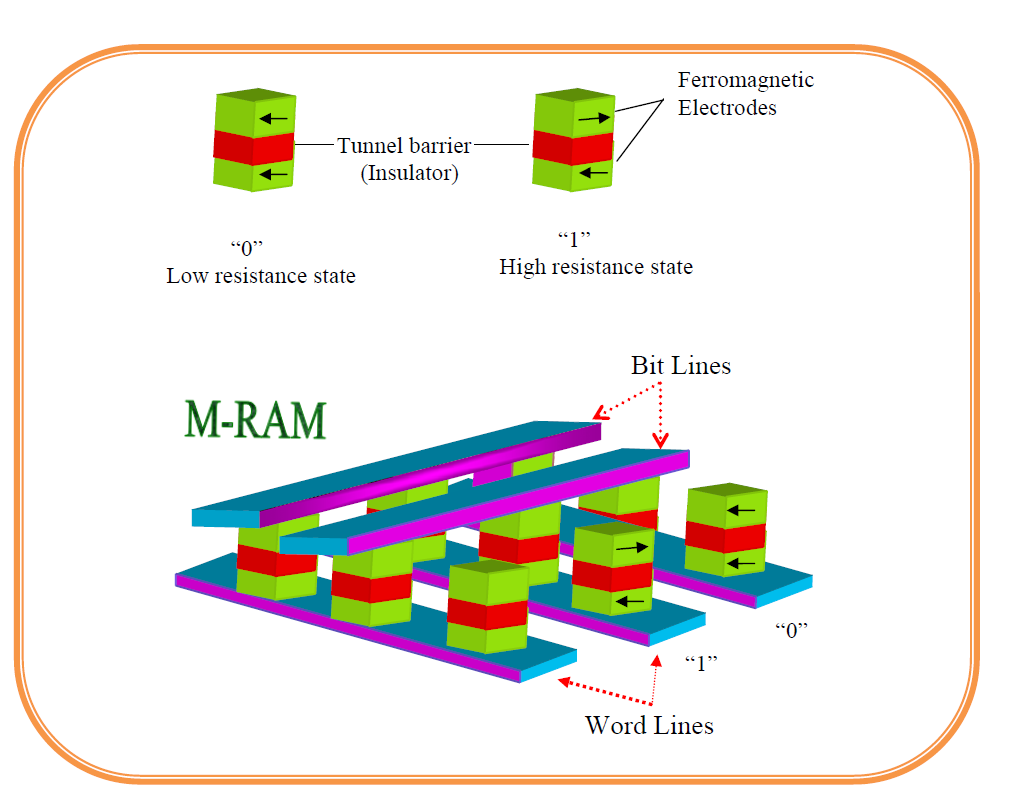 Ferromagnetic
Electrodes
Tunnel barrier
(Insulator)
“0”
Low resistance state
“1”
High resistance state
Bit Lines
M-RAM
“0”
“1”
Word Lines